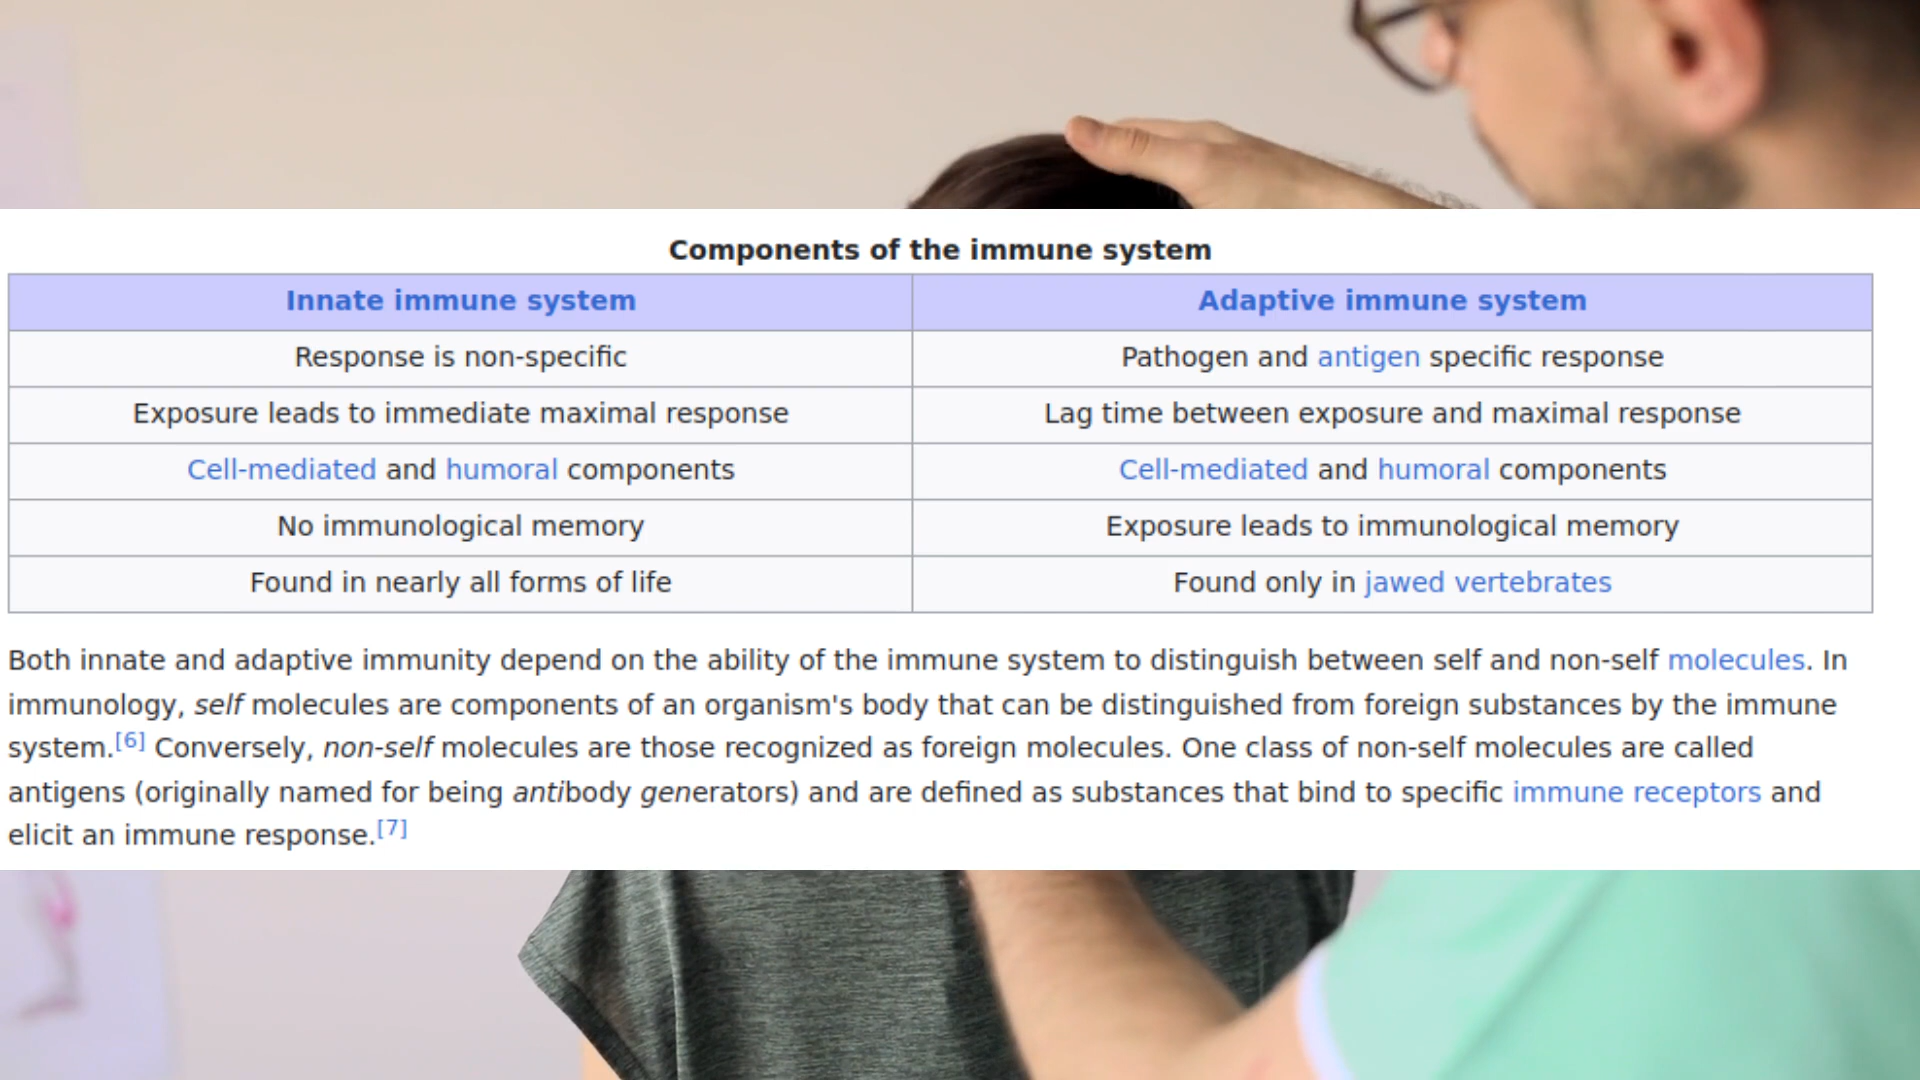 Components of the immune system
Innate immune system Adaptive immune system
Response is non-specific Pathogen and antigen specific response
Exposure leads to immediate maximal response Lag time between exposure and maximal response
Cell-mediated and humoral components Cell-mediated and humoral components
No immunological memory Exposure leads to immunological memory
Found in nearly all forms of life Found only in jawed vertebrates
Both innate and adaptive immunity depend on the ability of the immune system to distinguish between self and non-self molecules. In
immunology, self molecules are components of an organism's body that can be distinguished from foreign substances by the immune
system.[6] Conversely, non-self molecules are those recognized as foreign molecules. One class of non-self molecules are called
antigens (originally named for being antibody generators) and are defined as substances that bind to specific immune receptors and
elicit an immune response.[7]